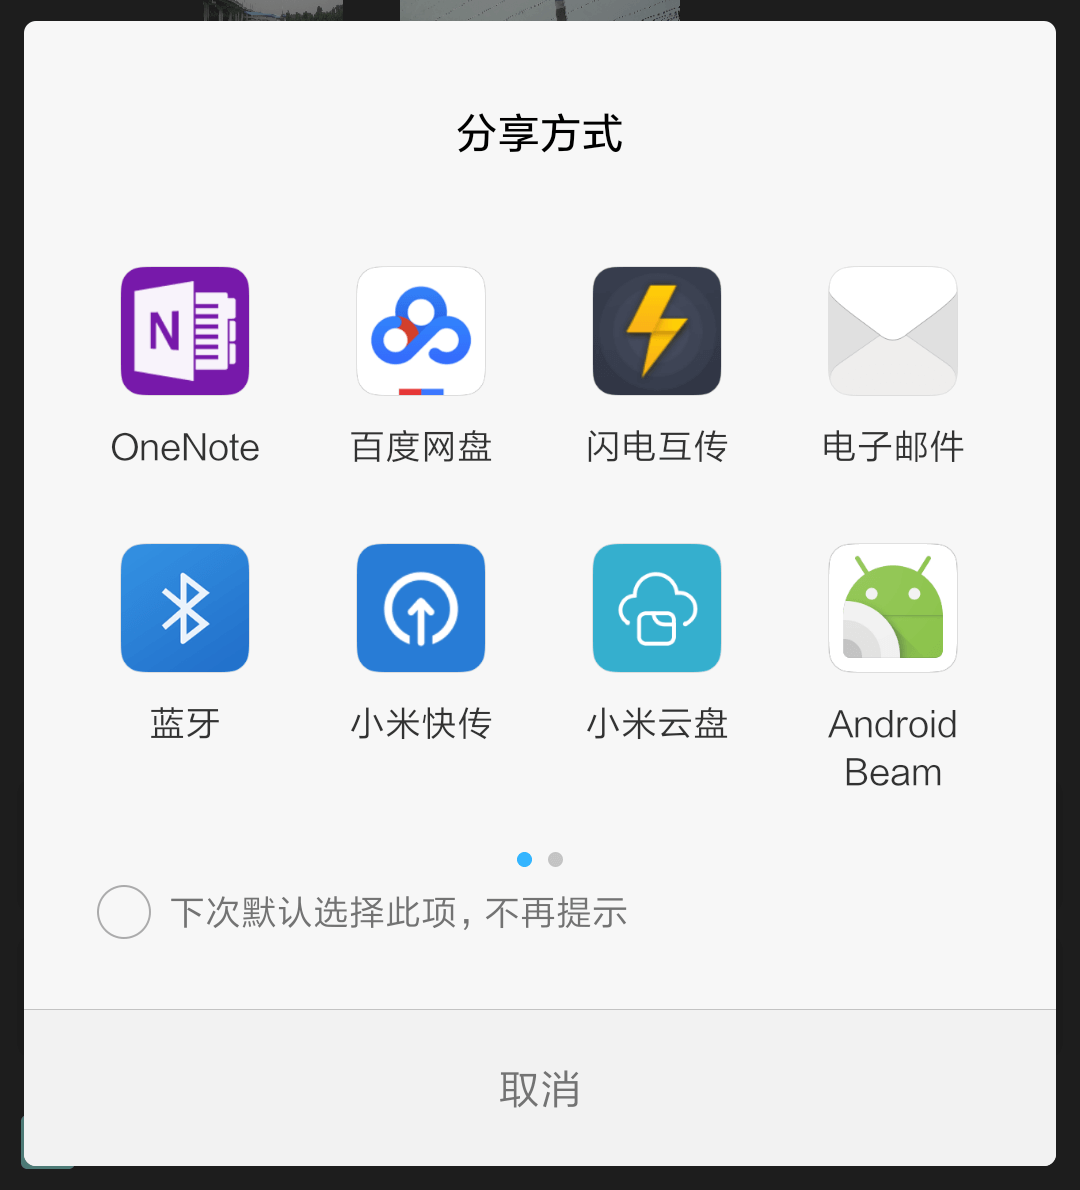 分享方式
OneNote
百度网盘
闪电互传
电子邮件
蓝牙
小米快传
小米云盘
Android
Beam
下次默认选择此项，不再提示
取消